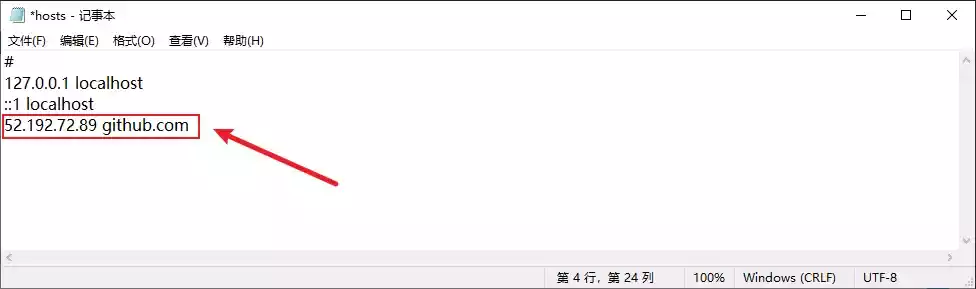 *hosts - 记事本
文件(F) 编辑(E) 格式(O) 查看(V) 帮助(H)
#
127.0.0.1 localhost
::1 localhost
52.192.72.89 github.com
第 4 行，第 24 列 100% Windows (CRLF) UTF-8